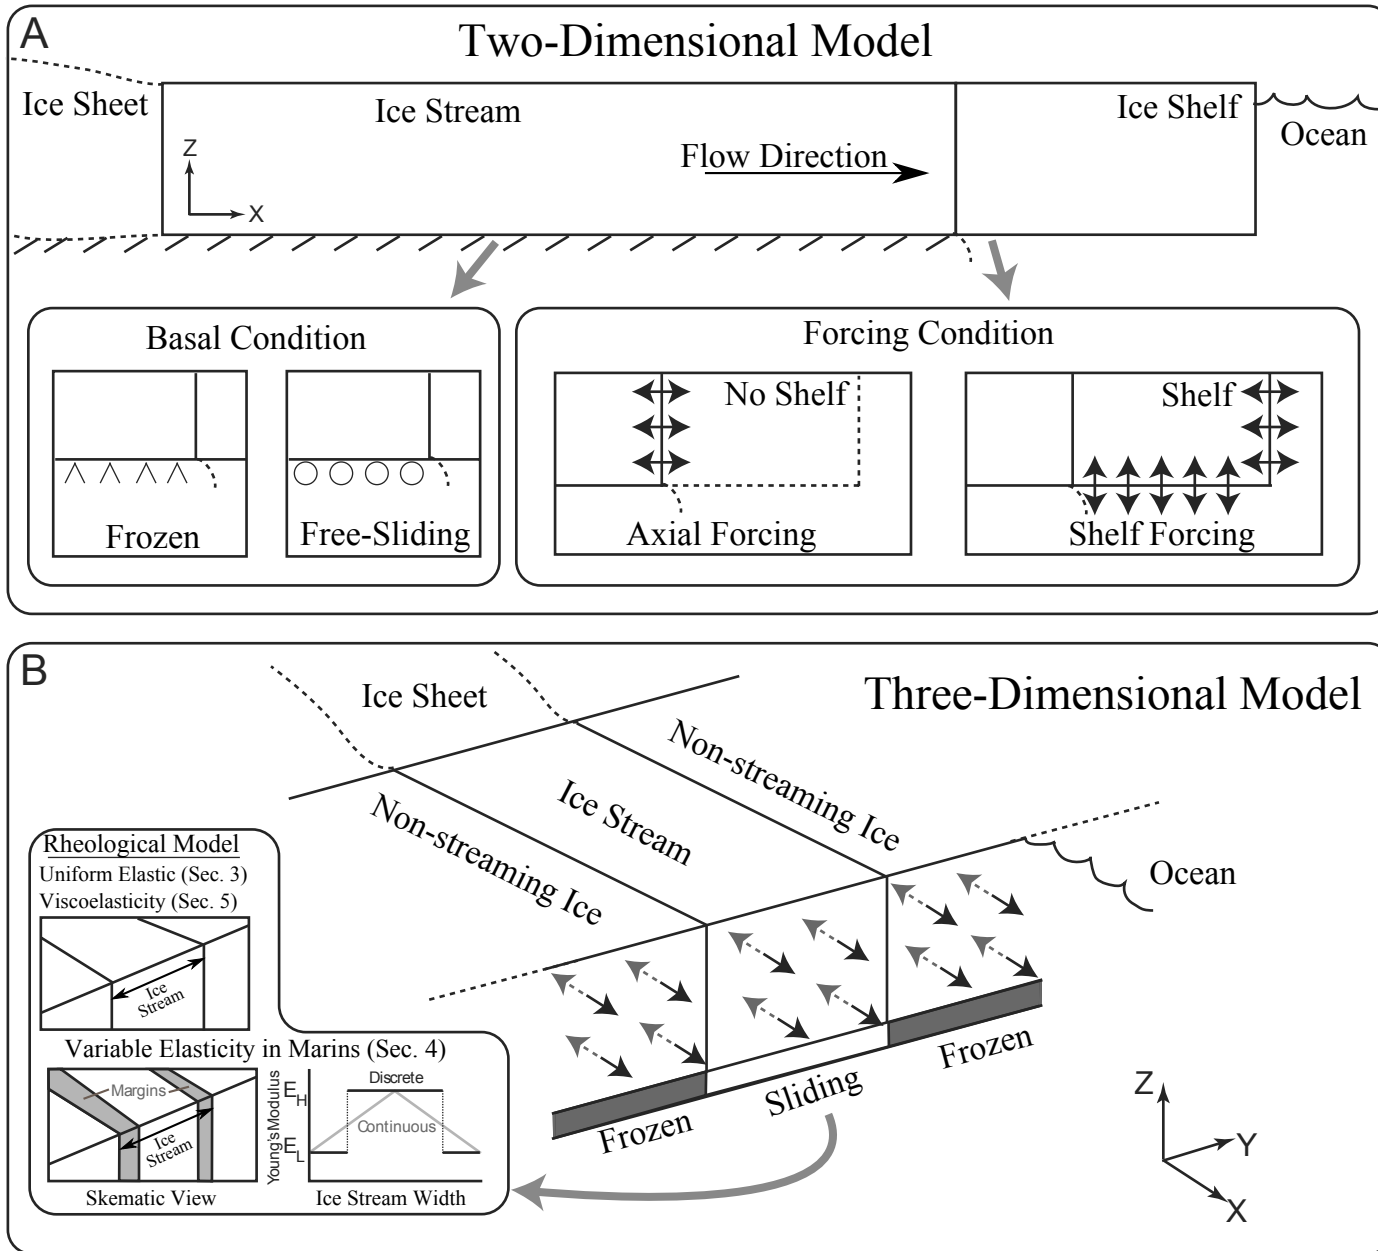 A
Two-Dimensional Model
Ice Sheet
Ice Stream
Ice Shelf
Ocean
Flow Direction
Z
X
Basal Condition
Frozen
Free-Sliding
Forcing Condition
No Shelf
Axial Forcing
Shelf
Shelf Forcing
B
Three-Dimensional Model
Ice Sheet
Non-streaming Ice
Ice Stream
Non-streaming Ice
Ocean
Frozen
Sliding
Frozen
Z
Y
X
Rheological Model
Uniform Elastic (Sec. 3)
Viscoelasticity (Sec. 5)
Ice
Stream
Variable Elasticity in Marins (Sec. 4)
Margins
Ice
Stream
Skematic View
Young's Modulus
E_H
E_L
Discrete
Continuous
Ice Stream Width